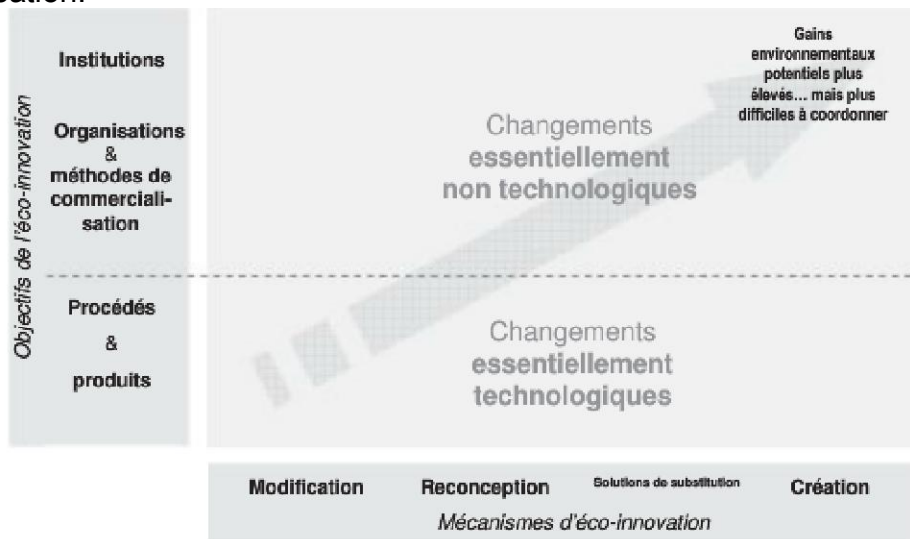 Objectifs de l'éco-innovation
Institutions
Organisations
&
méthodes de
commerciali-
sation
Procédés
&
produits
Gains
environnementaux
potentiels plus
élevés... mais plus
difficiles à coordonner
Changements
essentiellement
non technologiques
Changements
essentiellement
technologiques
Modification Reconception Solutions de substitution Création
Mécanismes d'éco-innovation